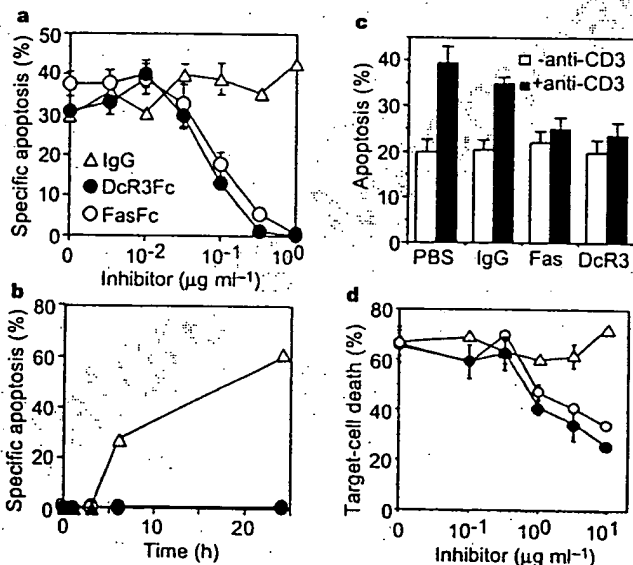 a
Specific apoptosis (%)
50
40
30
20
10
0
△ IgG
● DcR3Fc
○ FasFc
0 10-2 10-1 100
Inhibitor (µg ml–1)
b
Specific apoptosis (%)
80
60
40
20
0
0 10 20
Time (h)
c
Apoptosis (%)
40
30
20
10
0
-anti-CD3
+anti-CD3
PBS IgG Fas DcR3
d
Target-cell death (%)
80
60
40
20
0
0 10-1 100 101
Inhibitor (µg ml–1)